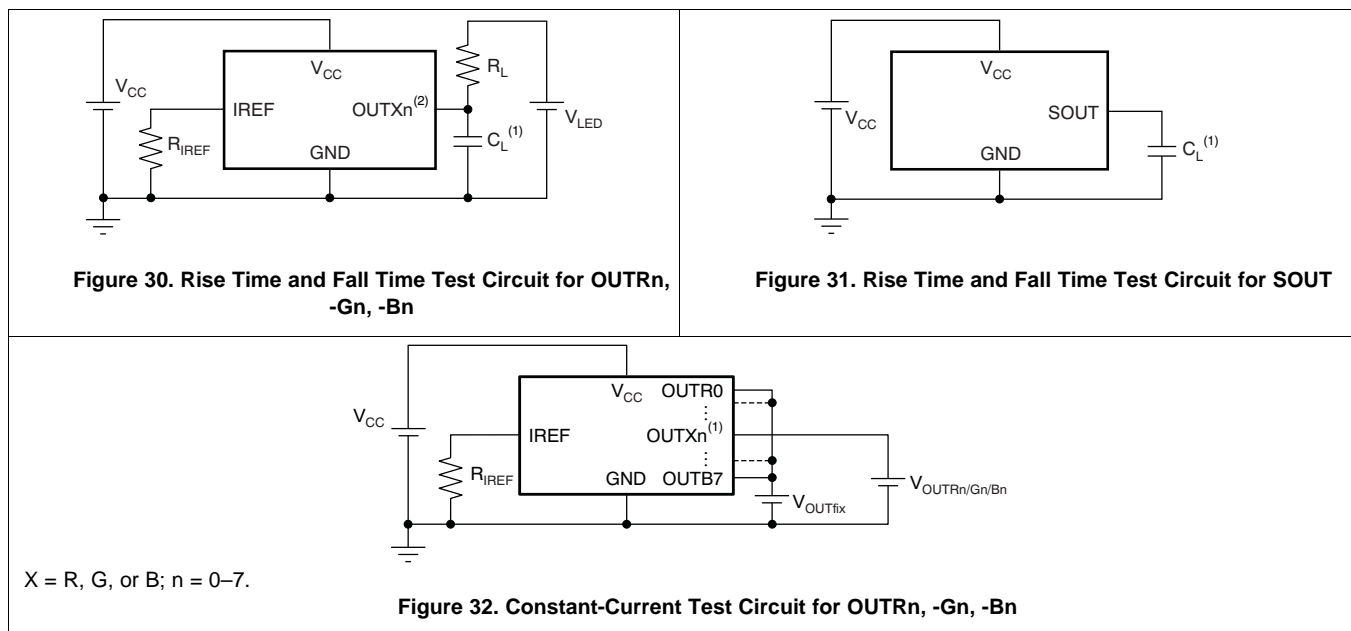 V_CC
V_CC
IREF
OUTXn^(2)
R_IREF
GND
R_L
C_L^(1)
V_LED
Figure 30. Rise Time and Fall Time Test Circuit for OUTRn,
-Gn, -Bn
V_CC
V_CC
SOUT
GND
C_L^(1)
Figure 31. Rise Time and Fall Time Test Circuit for SOUT
V_CC
V_CC
OUTR0
⋮
IREF
OUTXn^(1)
⋮
R_IREF
GND
OUTB7
V_OUTfix
V_OUTRn/Gn/Bn
X = R, G, or B; n = 0–7.
Figure 32. Constant-Current Test Circuit for OUTRn, -Gn, -Bn